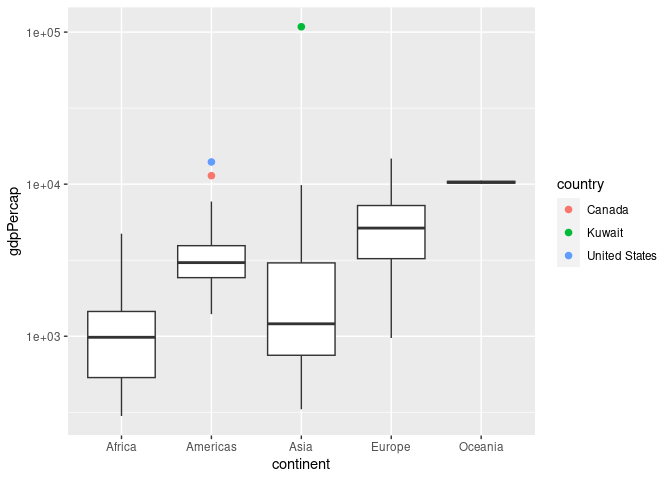 1e+05
1e+04
1e+03
gdpPercap
Africa Americas Asia Europe Oceania
continent
country
Canada
Kuwait
United States